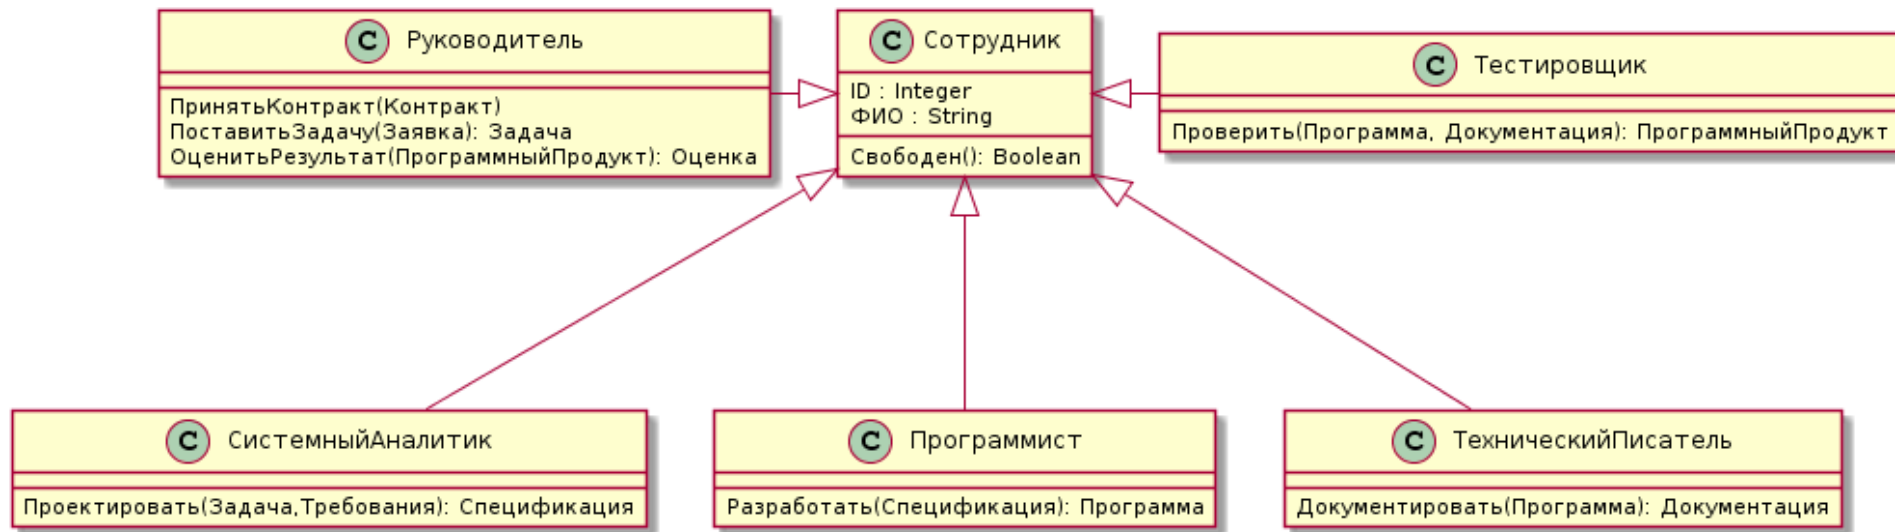 C Руководитель
ПринятьКонтракт(Контракт)
ПоставитьЗадачу(Заявка): Задача
ОценитьРезультат(ПрограммныйПродукт): Оценка
C Сотрудник
ID : Integer
ФИО : String
Свободен(): Boolean
C Тестировщик
Проверить(Программа, Документация): ПрограммныйПродукт
C СистемныйАналитик
Проектировать(Задача,Требования): Спецификация
C Программист
Разработать(Спецификация): Программа
C ТехническийПисатель
Документировать(Программа): Документация